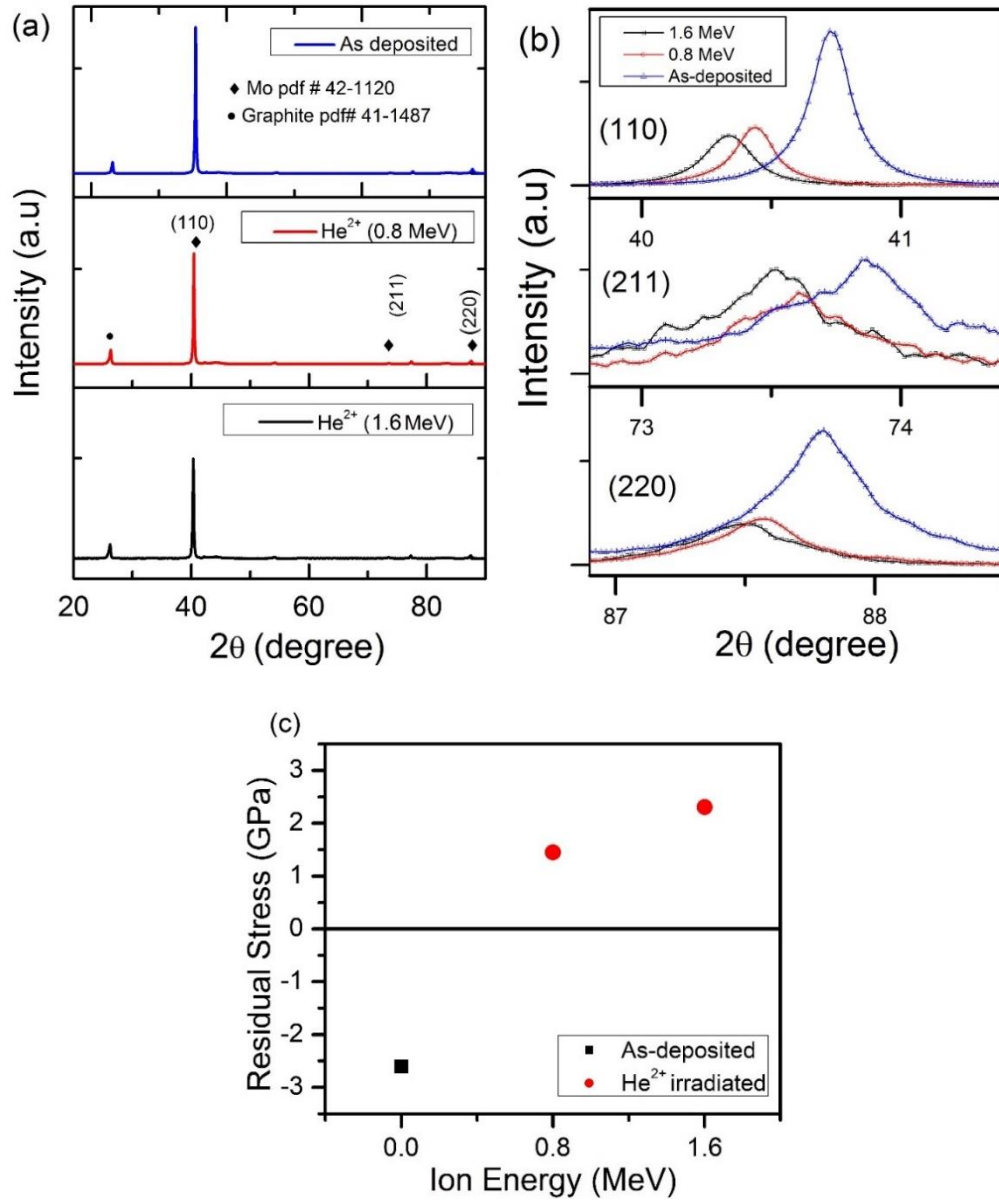 (a)
As deposited
Mo pdf # 42-1120
Graphite pdf# 41-1487
(110)
He²⁺ (0.8 MeV)
(211)
(220)
He²⁺ (1.6 MeV)
Intensity (a.u)
20 40 60 80
2θ (degree)
(b)
1.6 MeV
0.8 MeV
As-deposited
(110)
40 41
(211)
73 74
(220)
Intensity (a.u)
87 88
2θ (degree)
(c)
3
2
1
0
-1
-2
-3
Residual Stress (GPa)
As-deposited
He²⁺ irradiated
0.0 0.8 1.6
Ion Energy (MeV)